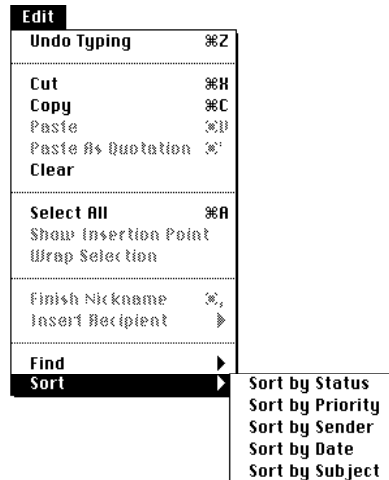 Edit
Undo Typing ⌘Z
Cut ⌘X
Copy ⌘C
Paste ⌘V
Paste As Quotation ⌘'
Clear
Select All ⌘A
Show Insertion Point
Wrap Selection
Finish Nickname ⌘,
Insert Recipient ▶
Find ▶
Sort ▶
Sort by Status
Sort by Priority
Sort by Sender
Sort by Date
Sort by Subject